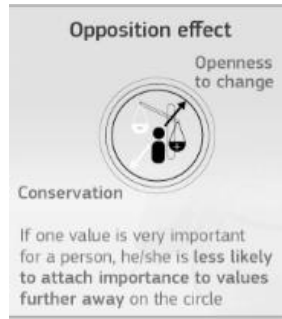 Opposition effect
Openness
to change
Conservation
If one value is very important
for a person, he/she is less likely
to attach importance to values
further away on the circle